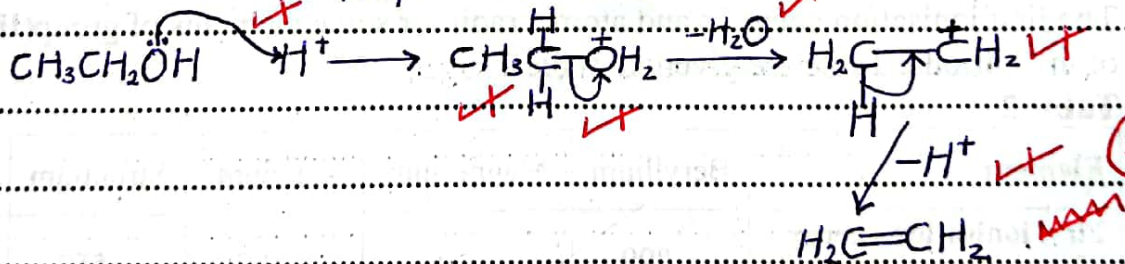 CH₃CH₂ÖH H⁺ ⟶ CH₃C(H)(H)–O⁺H₂ –H₂O ⟶ H₂C(H)–C⁺H₂
–H⁺
H₂C=CH₂